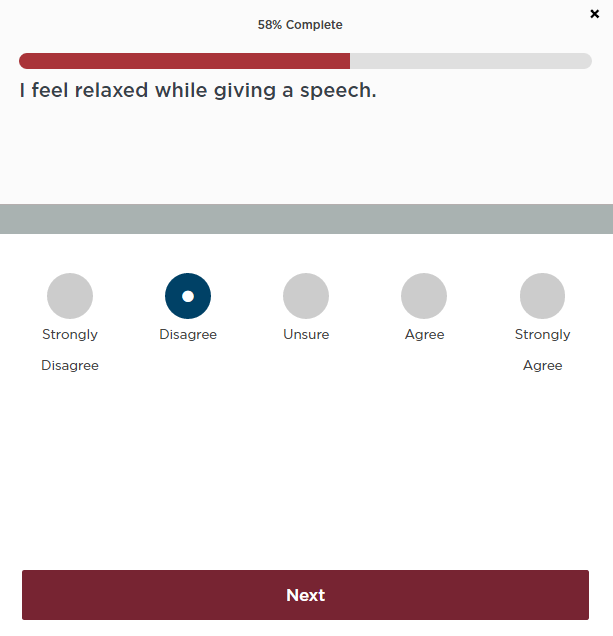 58% Complete
I feel relaxed while giving a speech.
Strongly Disagree
Disagree
Unsure
Agree
Strongly Agree
Next